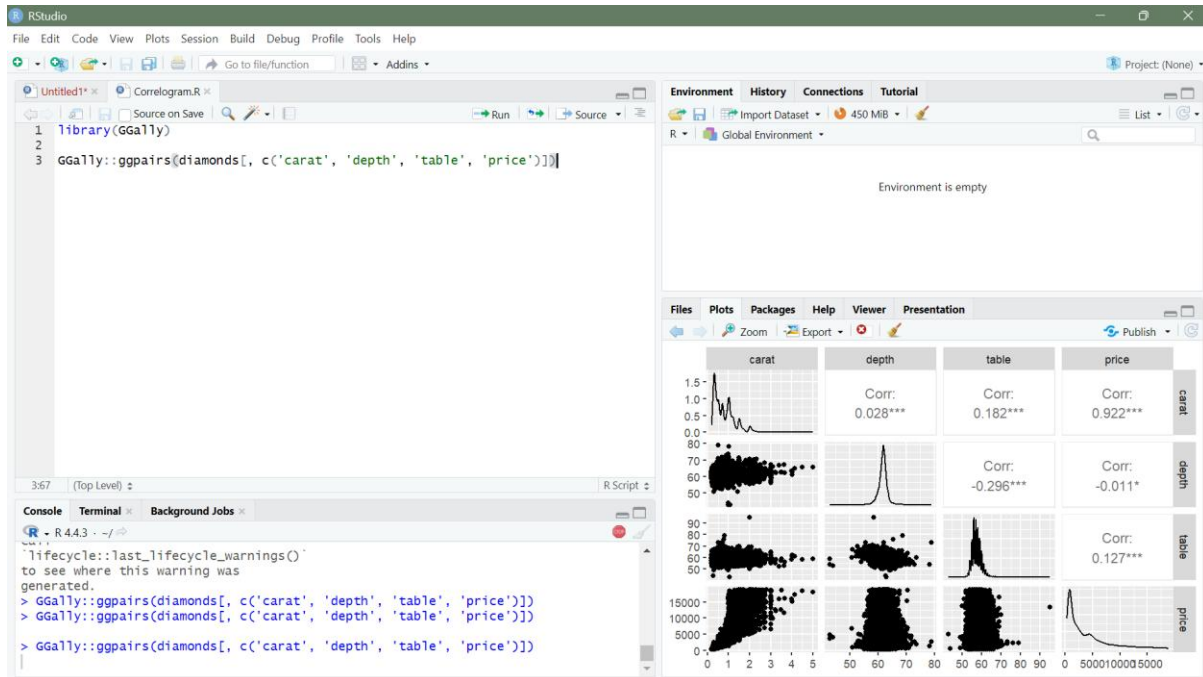 RStudio
File Edit Code View Plots Session Build Debug Profile Tools Help
Go to file/function Addins Project: (None)
Untitled1* Correlogram.R
Source on Save Run Source
1 library(GGally)
2
3 GGally::ggpairs(diamonds[, c('carat', 'depth', 'table', 'price')])
3:67 (Top Level) R Script
Console Terminal Background Jobs
R 4.4.3 · ~/
`lifecycle::last_lifecycle_warnings()`
to see where this warning was
generated.
> GGally::ggpairs(diamonds[, c('carat', 'depth', 'table', 'price')])
> GGally::ggpairs(diamonds[, c('carat', 'depth', 'table', 'price')])
> GGally::ggpairs(diamonds[, c('carat', 'depth', 'table', 'price')])
Environment History Connections Tutorial
Import Dataset 450 MiB List
R Global Environment
Environment is empty
Files Plots Packages Help Viewer Presentation
Zoom Export Publish
carat depth table price
1.5
1.0
0.5
0.0
Corr:
0.028***
Corr:
0.182***
Corr:
0.922***
carat
80
70
60
50
Corr:
-0.296***
Corr:
-0.011*
depth
90
80
70
60
50
Corr:
0.127***
table
15000
10000
5000
0
price
0 1 2 3 4 5 50 60 70 80 50 60 70 80 90 0 5000 10000 15000